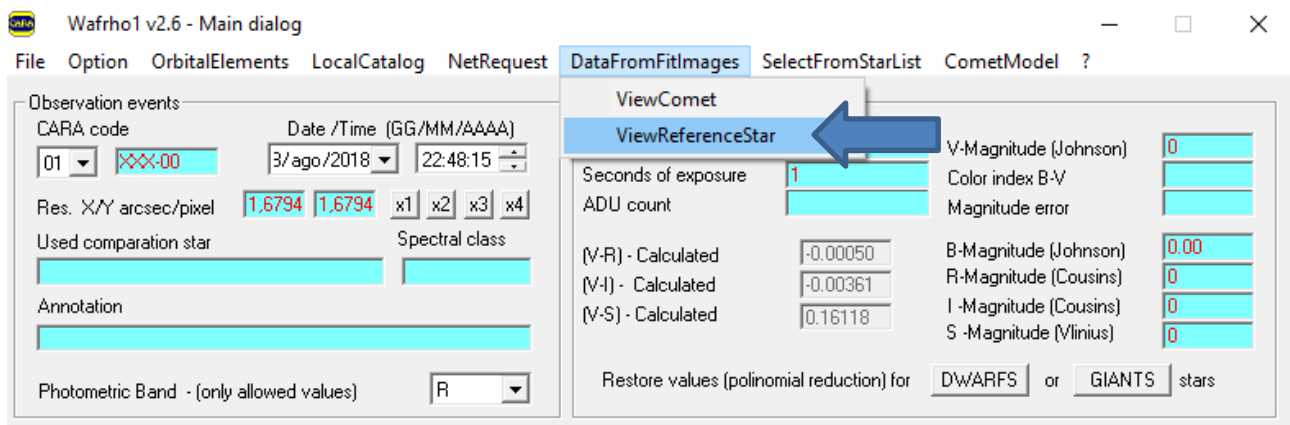 CARA Wafrho1 v2.6 - Main dialog
File Option OrbitalElements LocalCatalog NetRequest DataFromFitImages SelectFromStarList CometModel ?
ViewComet
ViewReferenceStar
Observation events
CARA code Date /Time (GG/MM/AAAA)
01 XXX-00 3/ago/2018 22:48:15
Res. X/Y arcsec/pixel 1,6794 1,6794 x1 x2 x3 x4
Used comparation star Spectral class
Annotation
Photometric Band - (only allowed values) R
Seconds of exposure 1
ADU count
(V-R) - Calculated -0.00050
(V-I) - Calculated -0.00361
(V-S) - Calculated 0.16118
V-Magnitude (Johnson) 0
Color index B-V
Magnitude error
B-Magnitude (Johnson) 0.00
R-Magnitude (Cousins) 0
I -Magnitude (Cousins) 0
S -Magnitude (Vlinius) 0
Restore values (polinomial reduction) for DWARFS or GIANTS stars